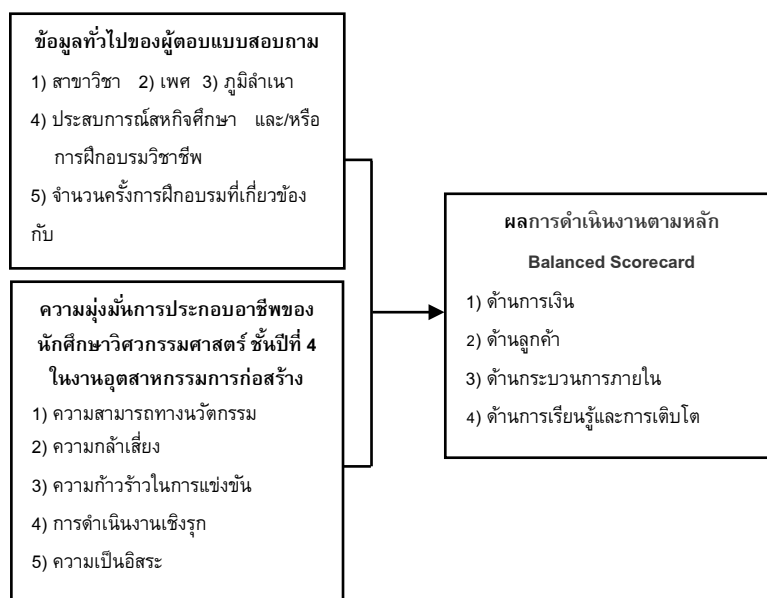 ข้อมูลทั่วไปของผู้ตอบแบบสอบถาม
1) สาขาวิชา 2) เพศ 3) ภูมิลำเนา
4) ประสบการณ์สหกิจศึกษา และ/หรือ
การฝึกอบรมวิชาชีพ
5) จำนวนครั้งการฝึกอบรมที่เกี่ยวข้อง
กับ
ความมุ่งมั่นการประกอบอาชีพของ
นักศึกษาวิศวกรรมศาสตร์ ชั้นปีที่ 4
ในงานอุตสาหกรรมการก่อสร้าง
1) ความสามารถทางนวัตกรรม
2) ความกล้าเสี่ยง
3) ความก้าวร้าวในการแข่งขัน
4) การดำเนินงานเชิงรุก
5) ความเป็นอิสระ
ผลการดำเนินงานตามหลัก
Balanced Scorecard
1) ด้านการเงิน
2) ด้านลูกค้า
3) ด้านกระบวนการภายใน
4) ด้านการเรียนรู้และการเติบโต